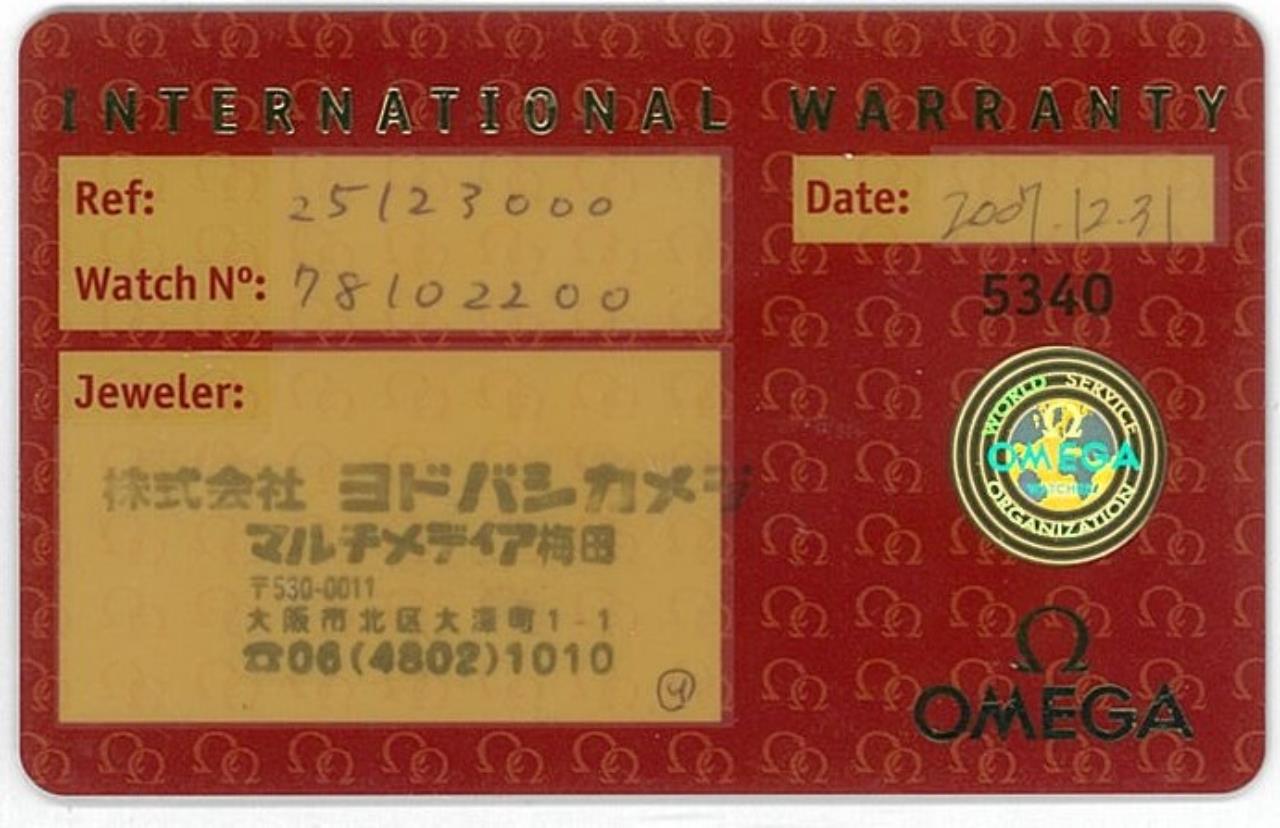 INTERNATIONAL WARRANTY
Ref: 25123000
Watch Nº: 78102200
Date: 2007.12.31
5340
Jeweler:
株式会社 ヨドバシカメラ
マルチメディア梅田
〒530-0011
大阪市北区大深町1-1
☎06(4802)1010
WORLD SERVICE
Ω
OMEGA
WATCHES
ORGANIZATION
Ω
OMEGA